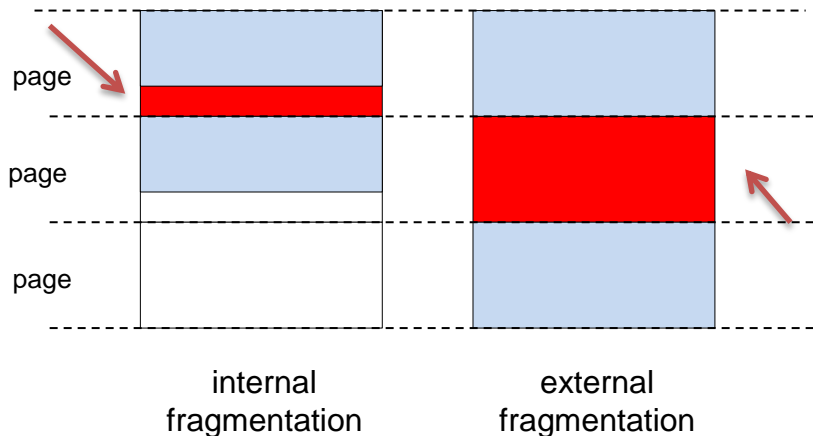 page
page
page
internal
fragmentation
external
fragmentation